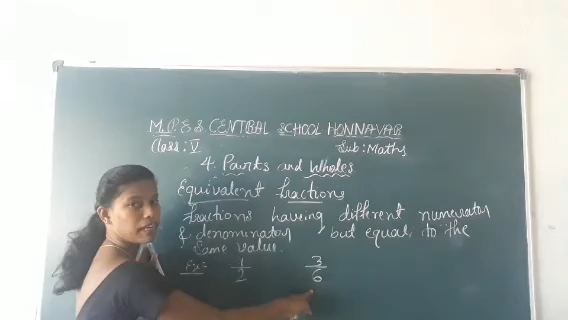 M.P.E.S. CENTRAL SCHOOL HONNAVAR
Class: V Sub: Maths
4. Parts and Wholes
Equivalent fractions
fractions having different numerator
& denominator but equal to the
same value.
Ex:- 1/2 3/6